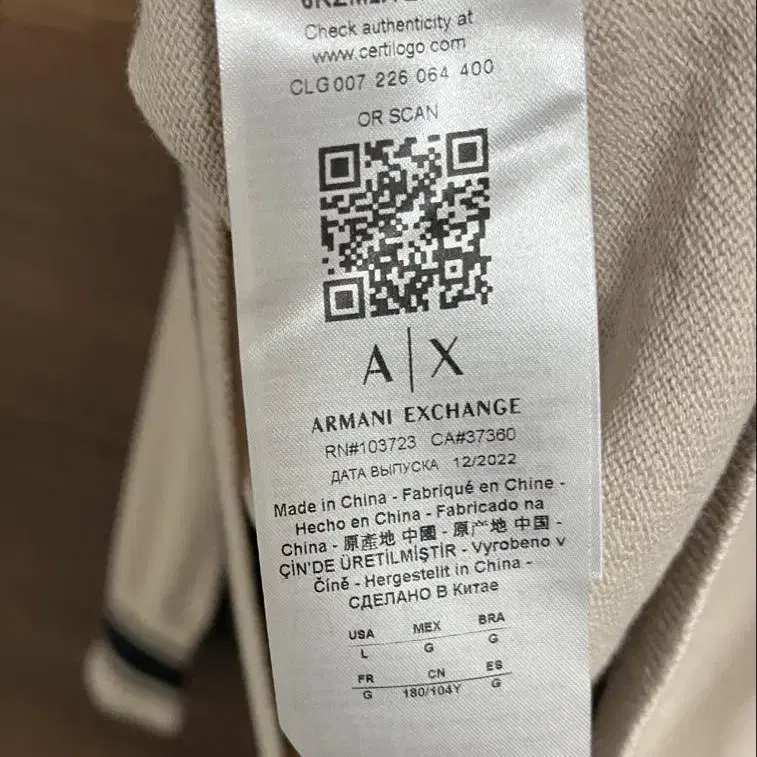 Check authenticity at
www.certilogo.com
CLG 007 226 064 400
OR SCAN
A|X
ARMANI EXCHANGE
RN#103723 CA#37360
ДАТА ВЫПУСКА 12/2022
Made in China - Fabriqué en Chine -
Hecho en China - Fabricado na
China - 原產地 中國 - 原产地 中国 -
ÇİN'DE ÜRETİLMİŞTİR - Vyrobeno v
Číně - Hergestellt in China -
СДЕЛАНО В Китае
USA MEX BRA
L G G
FR CN ES
G 180/104Y G